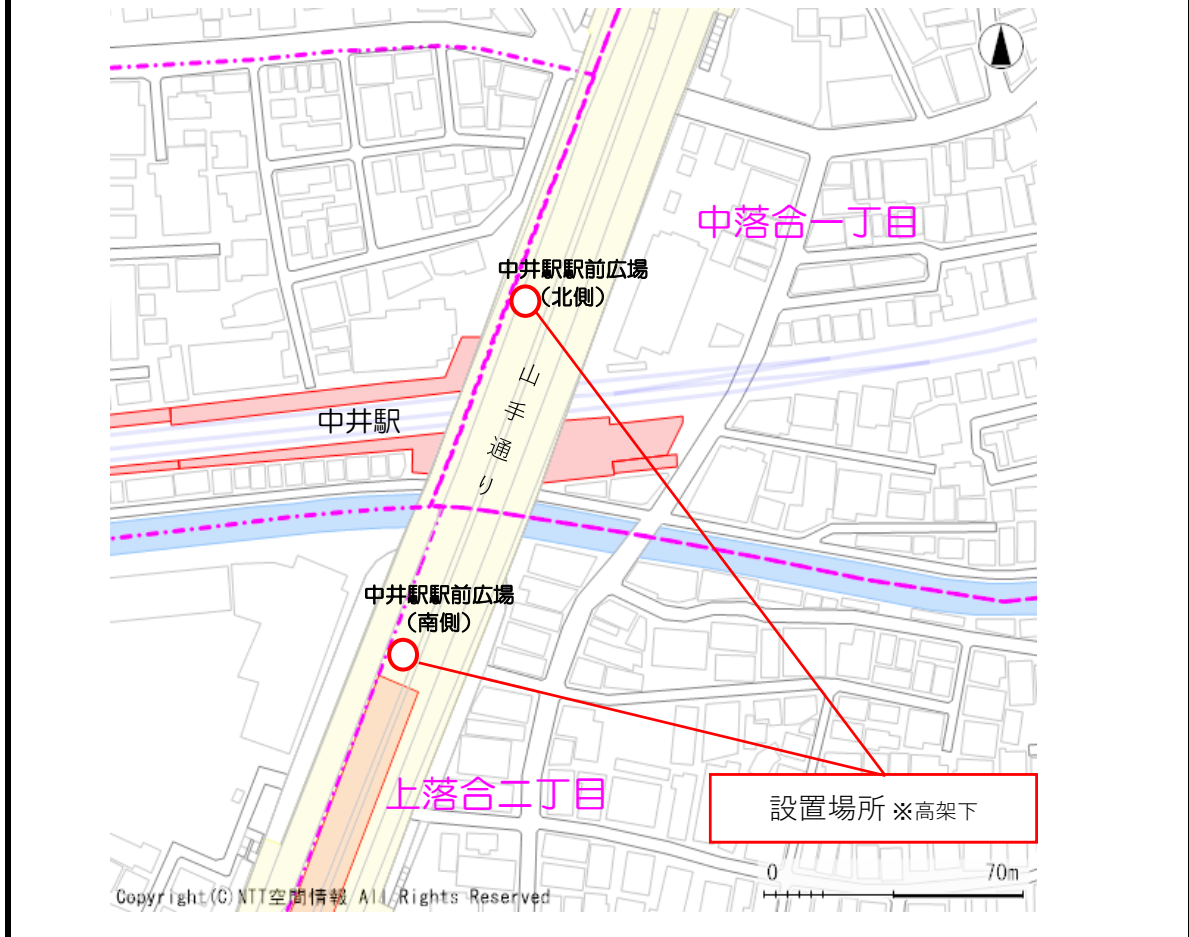 中落合一丁目
中井駅駅前広場
（北側）
山手通り
中井駅
中井駅駅前広場
（南側）
上落合二丁目
設置場所 ※高架下
0 70m
Copyright(C) NTT空間情報 All Rights Reserved